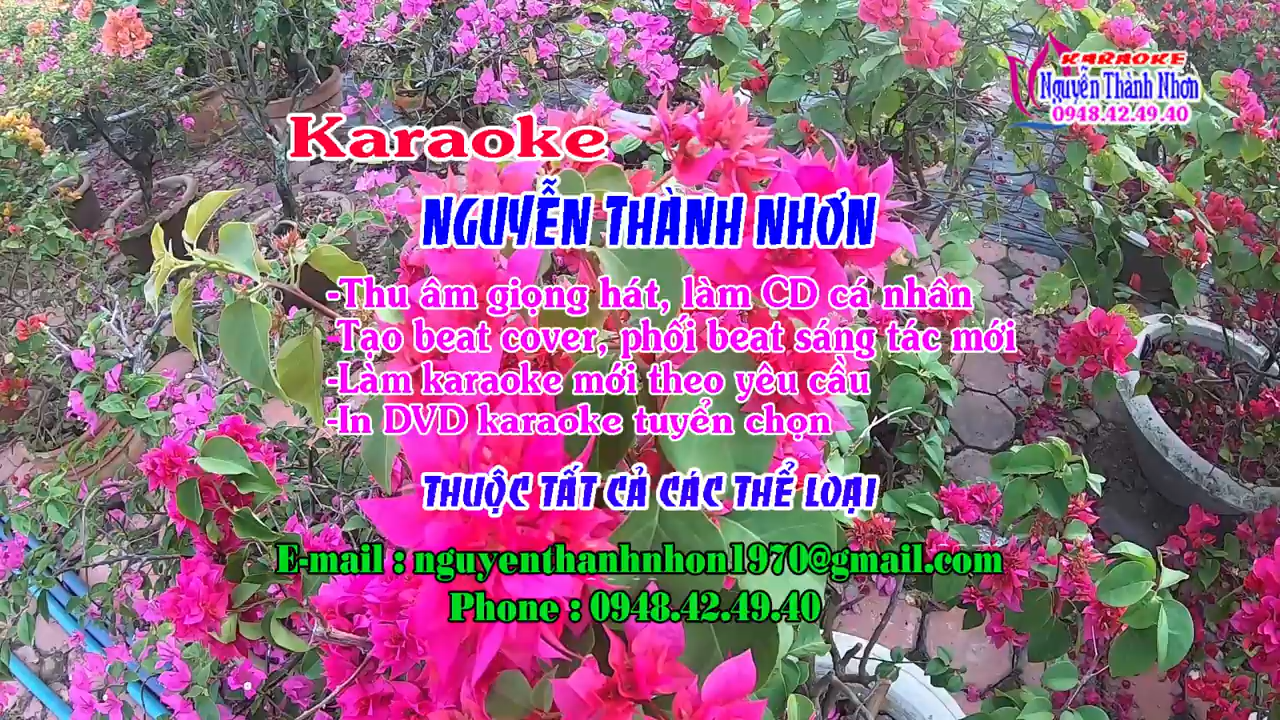 KARAOKE
Nguyễn Thành Nhơn
0948.42.49.40
Karaoke
NGUYỄN THÀNH NHƠN
-Thu âm giọng hát, làm CD cá nhân
-Tạo beat cover, phối beat sáng tác mới
-Làm karaoke mới theo yêu cầu
-In DVD karaoke tuyển chọn
THUỘC TẤT CẢ CÁC THỂ LOẠI
E-mail : nguyenthanhnhon1970@gmail.com
Phone : 0948.42.49.40